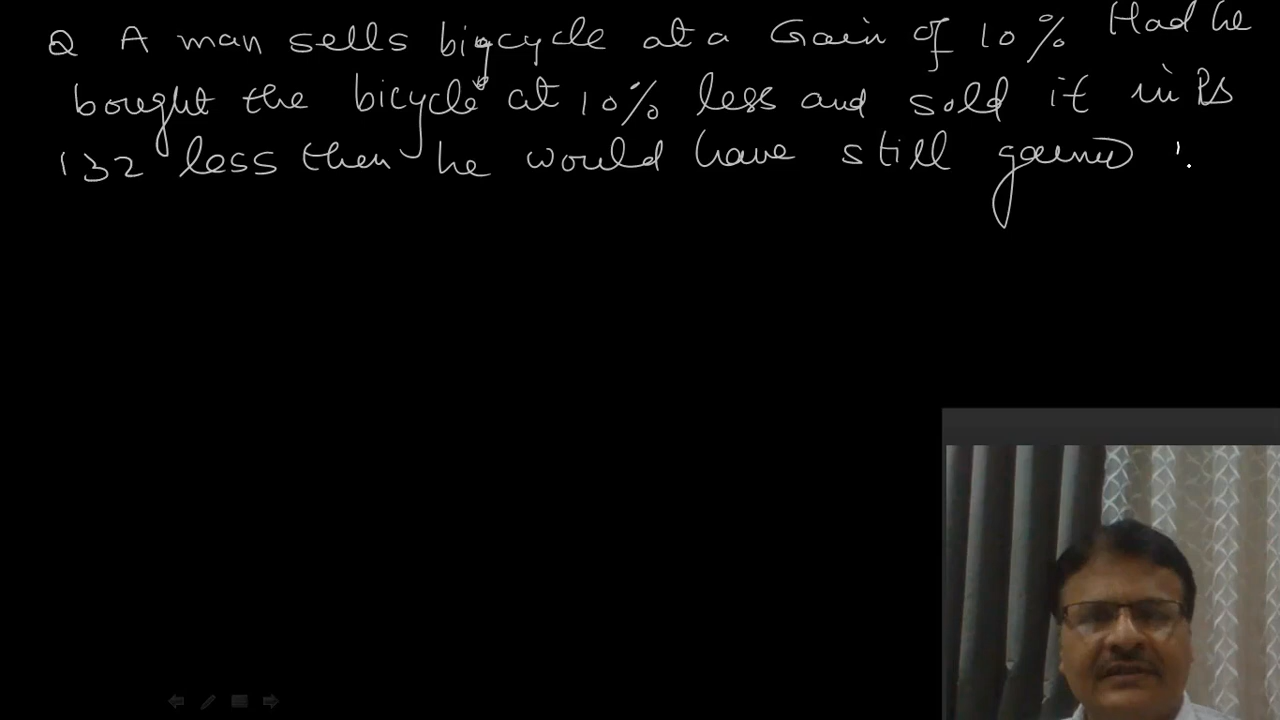 Q A man sells bicycle at a Gain of 10% Had he
bought the bicycle at 10% less and sold it in Rs
132 less then he would have still gained